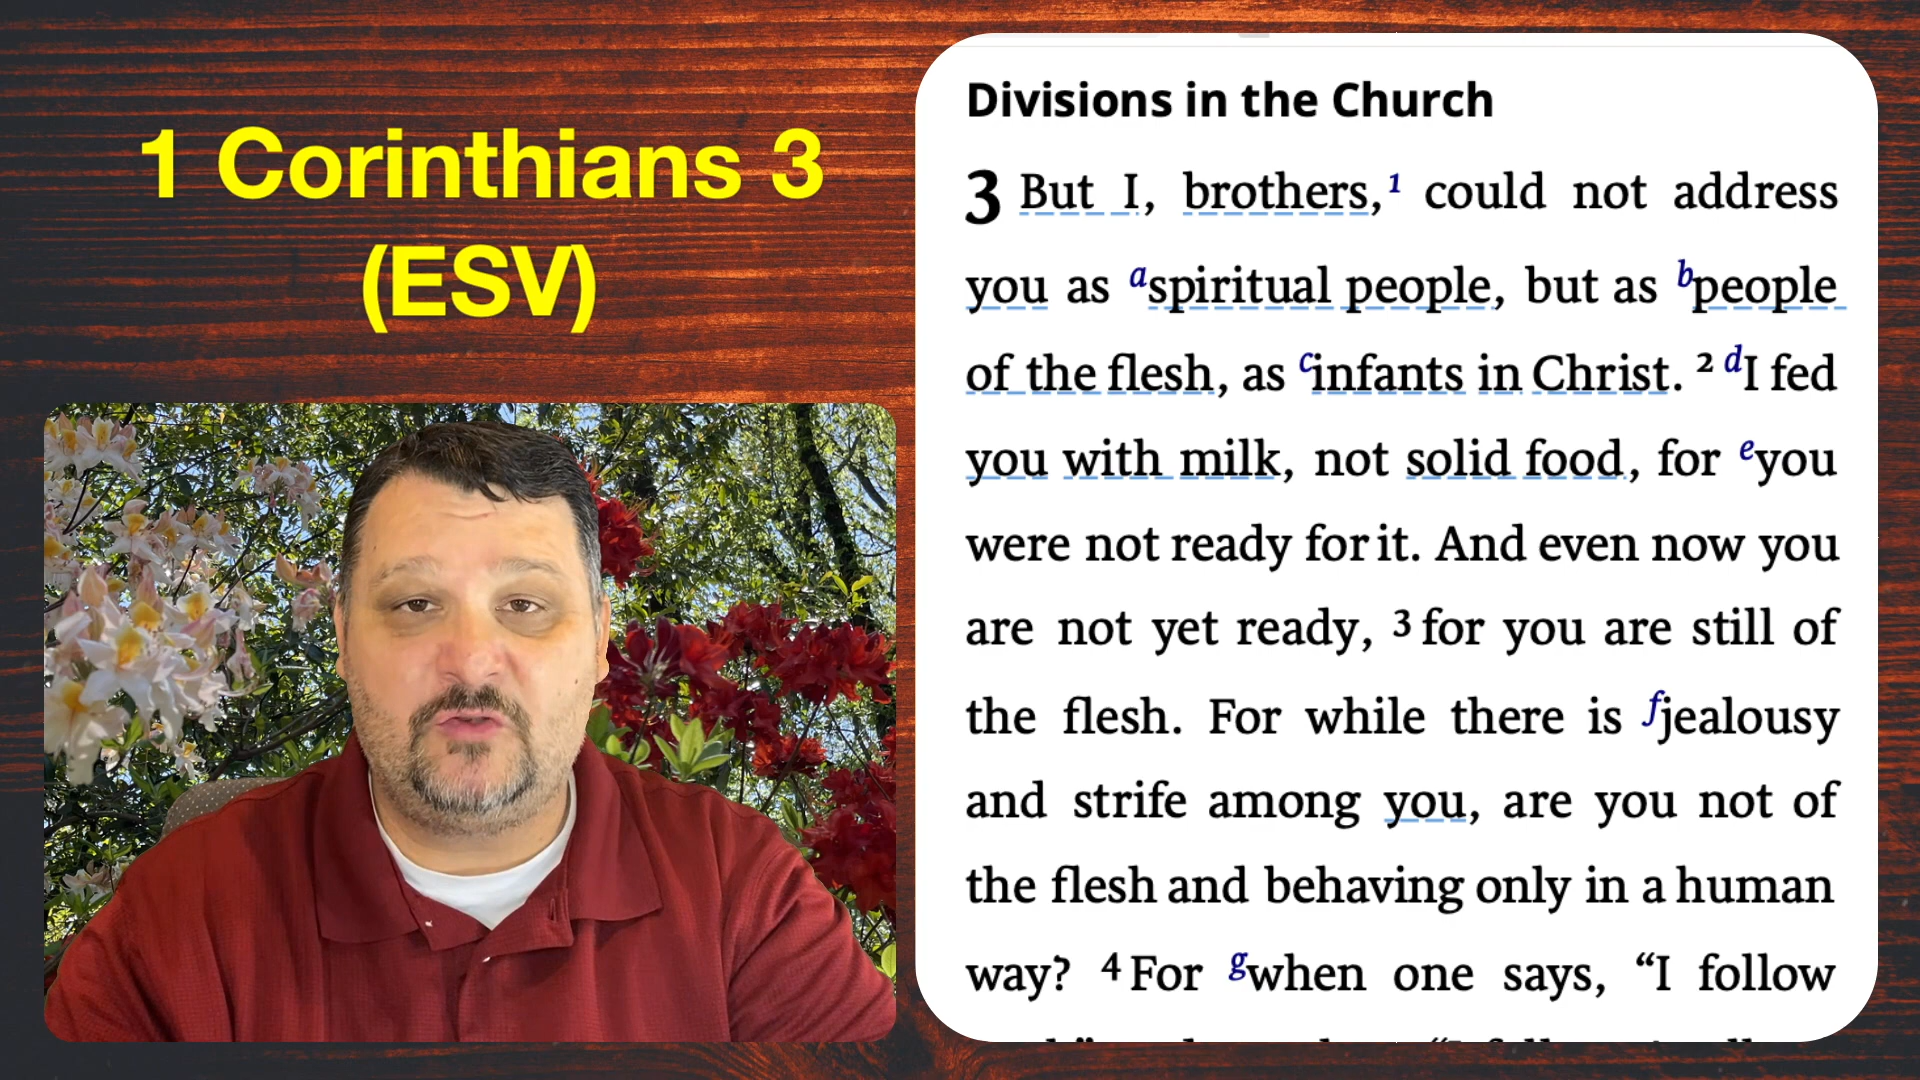 1 Corinthians 3
(ESV)
Divisions in the Church
3 But I, brothers,1 could not address
you as aspiritual people, but as bpeople
of the flesh, as cinfants in Christ. 2 dI fed
you with milk, not solid food, for eyou
were not ready for it. And even now you
are not yet ready, 3 for you are still of
the flesh. For while there is fjealousy
and strife among you, are you not of
the flesh and behaving only in a human
way? 4 For gwhen one says, “I follow